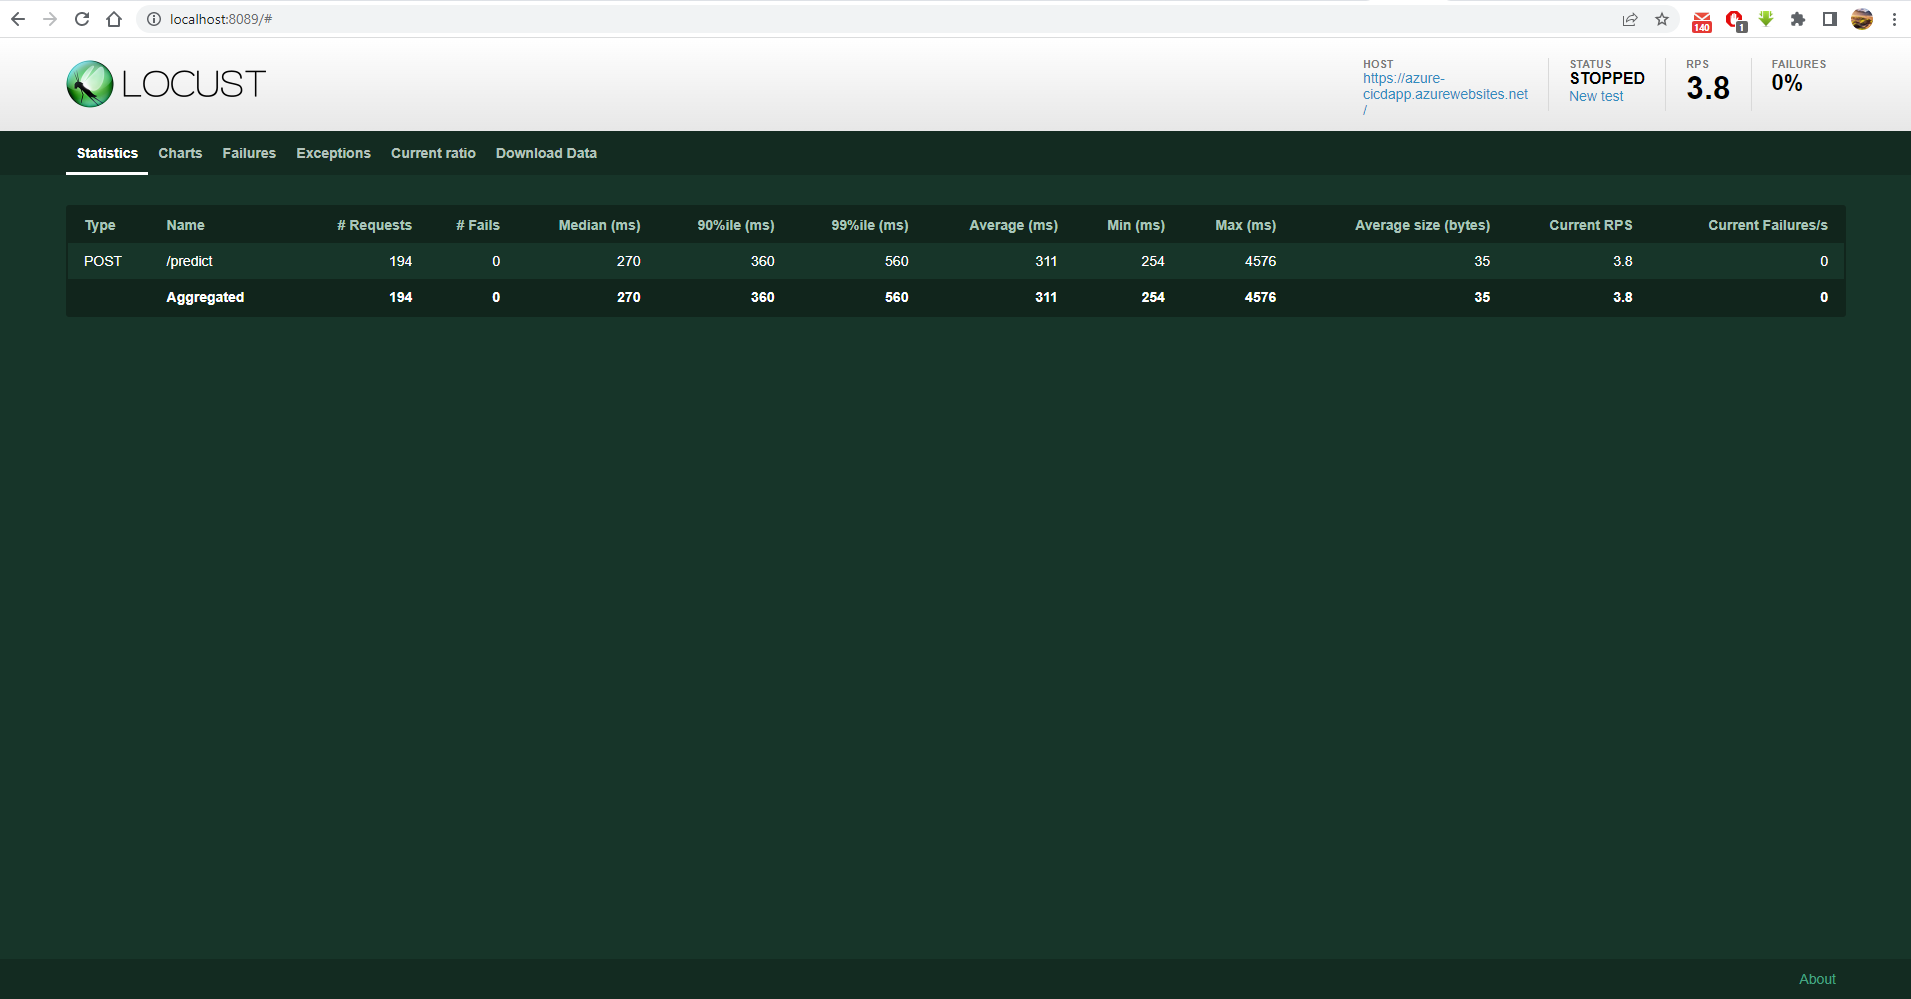 localhost:8089/#
140
1
LOCUST
HOST
https://azure-
cicdapp.azurewebsites.net
/
STATUS
STOPPED
New test
RPS
3.8
FAILURES
0%
Statistics Charts Failures Exceptions Current ratio Download Data
Type Name # Requests # Fails Median (ms) 90%ile (ms) 99%ile (ms) Average (ms) Min (ms) Max (ms) Average size (bytes) Current RPS Current Failures/s
POST /predict 194 0 270 360 560 311 254 4576 35 3.8 0
Aggregated 194 0 270 360 560 311 254 4576 35 3.8 0
About